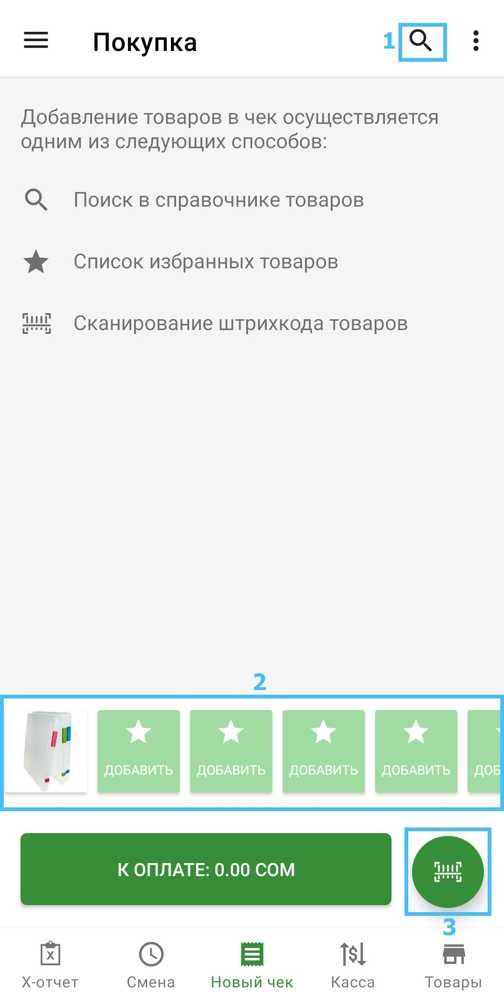 Покупка
1
Добавление товаров в чек осуществляется
одним из следующих способов:
Поиск в справочнике товаров
Список избранных товаров
Сканирование штрихкода товаров
2
ДОБАВИТЬ ДОБАВИТЬ ДОБАВИТЬ ДОБАВИТЬ ДОБ
К ОПЛАТЕ: 0.00 СОМ
3
X
$
Х-отчет Смена Новый чек Касса Товары